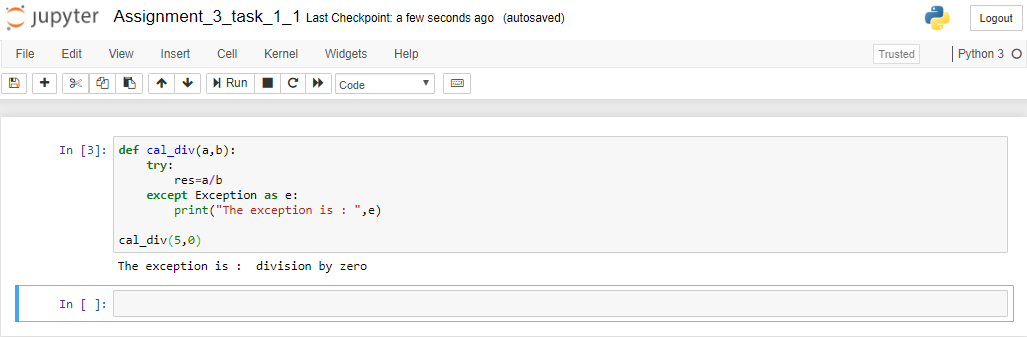 jupyter Assignment_3_task_1_1 Last Checkpoint: a few seconds ago (autosaved) Logout
File Edit View Insert Cell Kernel Widgets Help Trusted Python 3
Run Code
In [3]: def cal_div(a,b):
    try:
        res=a/b
    except Exception as e:
        print("The exception is : ",e)
cal_div(5,0)
The exception is :  division by zero
In [ ]: